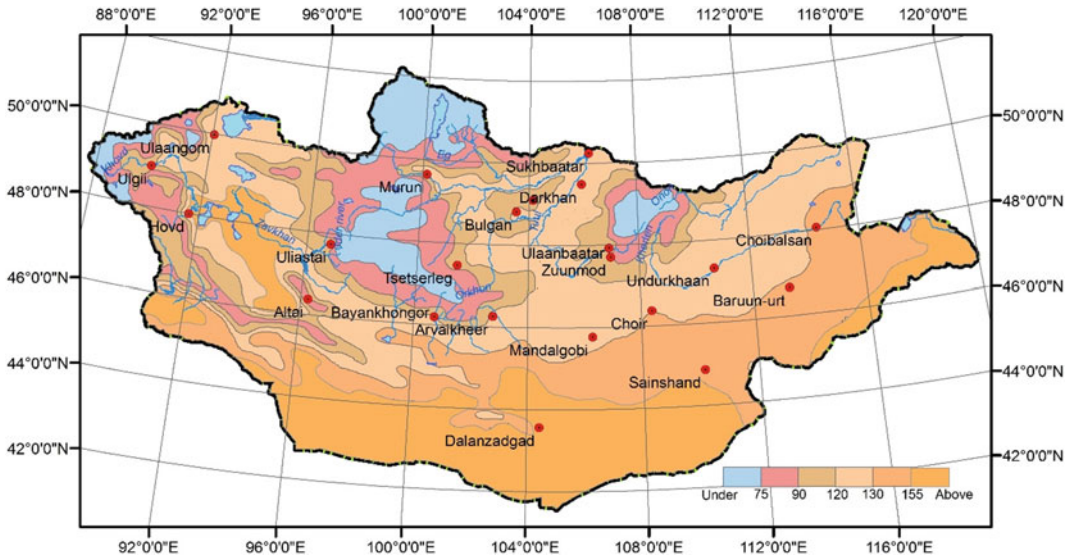 88°0'0"E 92°0'0"E 96°0'0"E 100°0'0"E 104°0'0"E 108°0'0"E 112°0'0"E 116°0'0"E 120°0'0"E
50°0'0"N
48°0'0"N
46°0'0"N
44°0'0"N
42°0'0"N
50°0'0"N
48°0'0"N
46°0'0"N
44°0'0"N
42°0'0"N
Ulaangom
Ulgii
Hovd
Zavkhan
Uliastai
Altai
Murun
Eg
Tsetserleg
Orkhon
Bayankhongor
Arvaikheer
Sukhbaatar
Darkhan
Bulgan
Ulaanbaatar
Zuunmod
Undurkhaan
Choibalsan
Baruun-urt
Choir
Mandalgobi
Sainshand
Dalanzadgad
Under 75 90 120 130 155 Above
92°0'0"E 96°0'0"E 100°0'0"E 104°0'0"E 108°0'0"E 112°0'0"E 116°0'0"E